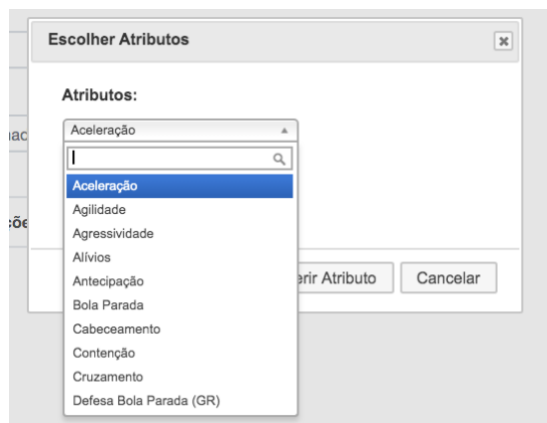 Escolher Atributos
Atributos:
Aceleração
Aceleração
Agilidade
Agressividade
Alívios
Antecipação
Bola Parada
Cabeceamento
Contenção
Cruzamento
Defesa Bola Parada (GR)
Atributo
Cancelar